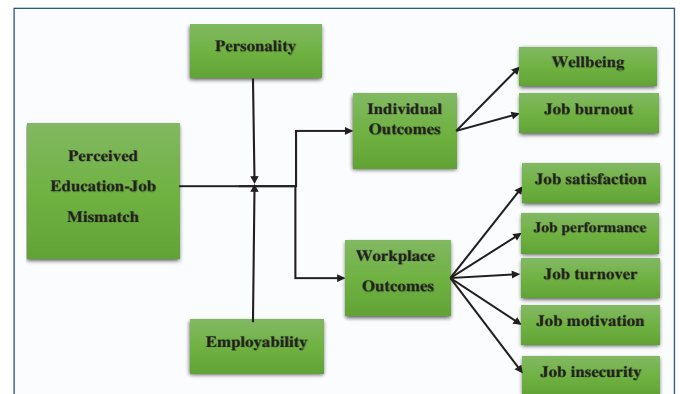 Personality
Wellbeing
Individual
Outcomes
Job burnout
Perceived
Education-Job
Mismatch
Job satisfaction
Job performance
Workplace
Outcomes
Job turnover
Job motivation
Employability
Job insecurity